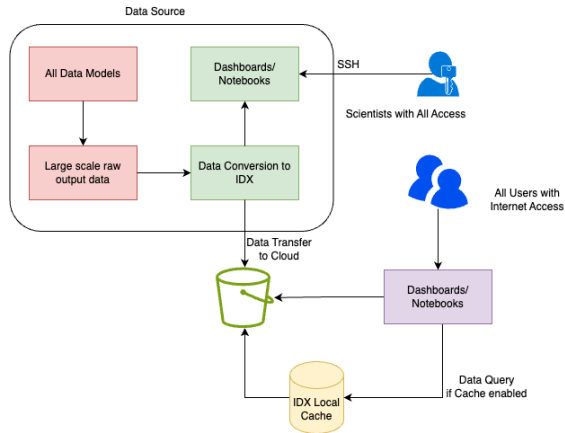 Data Source
All Data Models
Dashboards/
Notebooks
SSH
Scientists with All Access
Large scale raw
output data
Data Conversion to
IDX
All Users with
Internet Access
Data Transfer
to Cloud
Dashboards/
Notebooks
Data Query
if Cache enabled
IDX Local
Cache